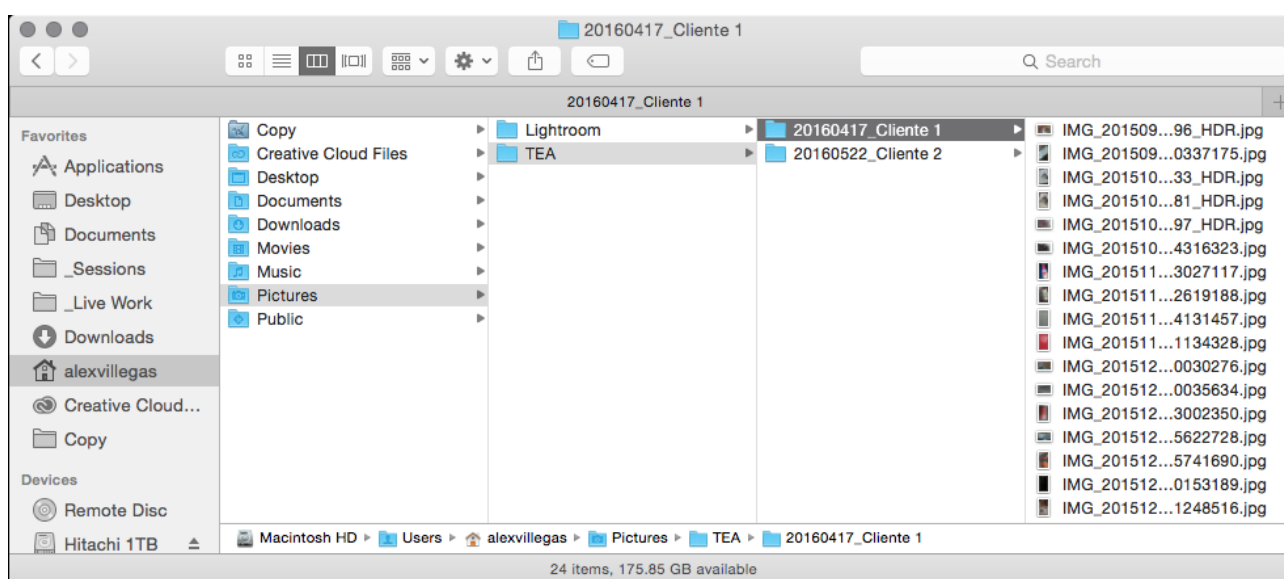 20160417_Cliente 1
Search
20160417_Cliente 1
Favorites
Applications
Desktop
Documents
_Sessions
_Live Work
Downloads
alexvillegas
Creative Cloud...
Copy
Devices
Remote Disc
Hitachi 1TB
Copy
Creative Cloud Files
Desktop
Documents
Downloads
Movies
Music
Pictures
Public
Lightroom
TEA
20160417_Cliente 1
20160522_Cliente 2
IMG_201509...96_HDR.jpg
IMG_201509...0337175.jpg
IMG_201510...33_HDR.jpg
IMG_201510...81_HDR.jpg
IMG_201510...97_HDR.jpg
IMG_201510...4316323.jpg
IMG_201511...3027117.jpg
IMG_201511...2619188.jpg
IMG_201511...4131457.jpg
IMG_201511...1134328.jpg
IMG_201512...0030276.jpg
IMG_201512...0035634.jpg
IMG_201512...3002350.jpg
IMG_201512...5622728.jpg
IMG_201512...5741690.jpg
IMG_201512...0153189.jpg
IMG_201512...1248516.jpg
Macintosh HD Users alexvillegas Pictures TEA 20160417_Cliente 1
24 items, 175.85 GB available